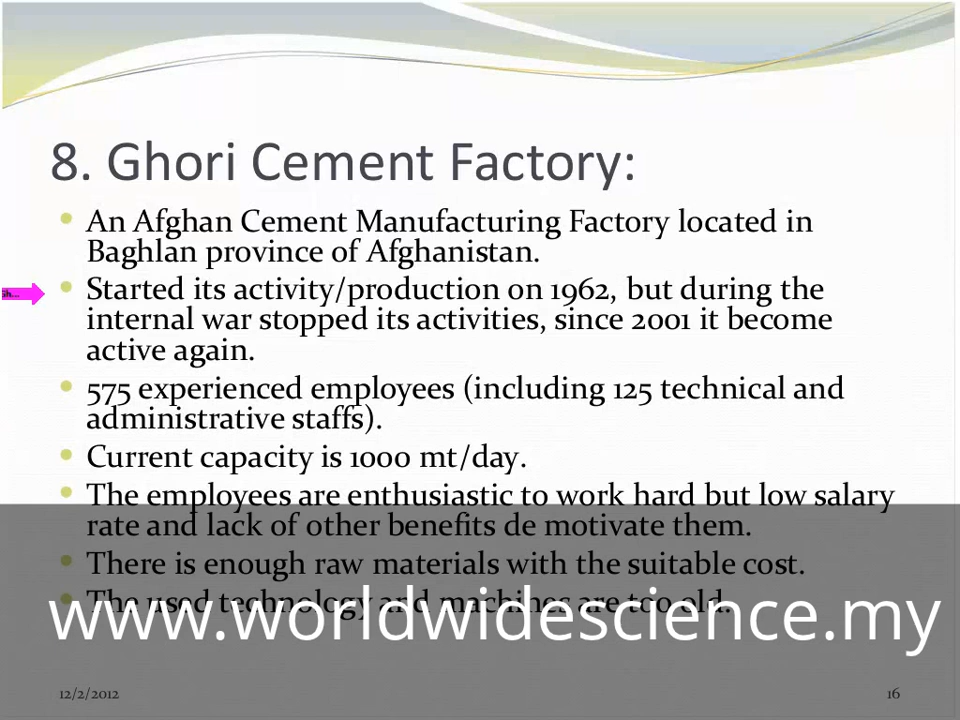 8. Ghori Cement Factory:
An Afghan Cement Manufacturing Factory located in
Baghlan province of Afghanistan.
Gh...
Started its activity/production on 1962, but during the
internal war stopped its activities, since 2001 it become
active again.
575 experienced employees (including 125 technical and
administrative staffs).
Current capacity is 1000 mt/day.
The employees are enthusiastic to work hard but low salary
rate and lack of other benefits de motivate them.
There is enough raw materials with the suitable cost.
The used technology and machines are too old.
www.worldwidescience.my
12/2/2012
16